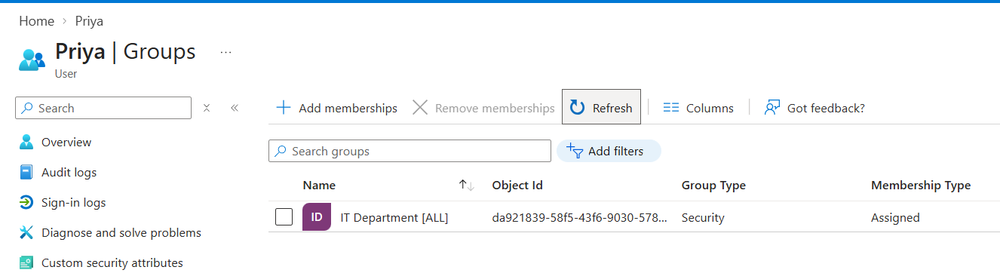 Home > Priya
Priya | Groups ...
User
Search
Overview
Audit logs
Sign-in logs
Diagnose and solve problems
Custom security attributes
Add memberships Remove memberships Refresh Columns Got feedback?
Search groups Add filters
Name Object Id Group Type Membership Type
ID IT Department [ALL] da921839-58f5-43f6-9030-578... Security Assigned